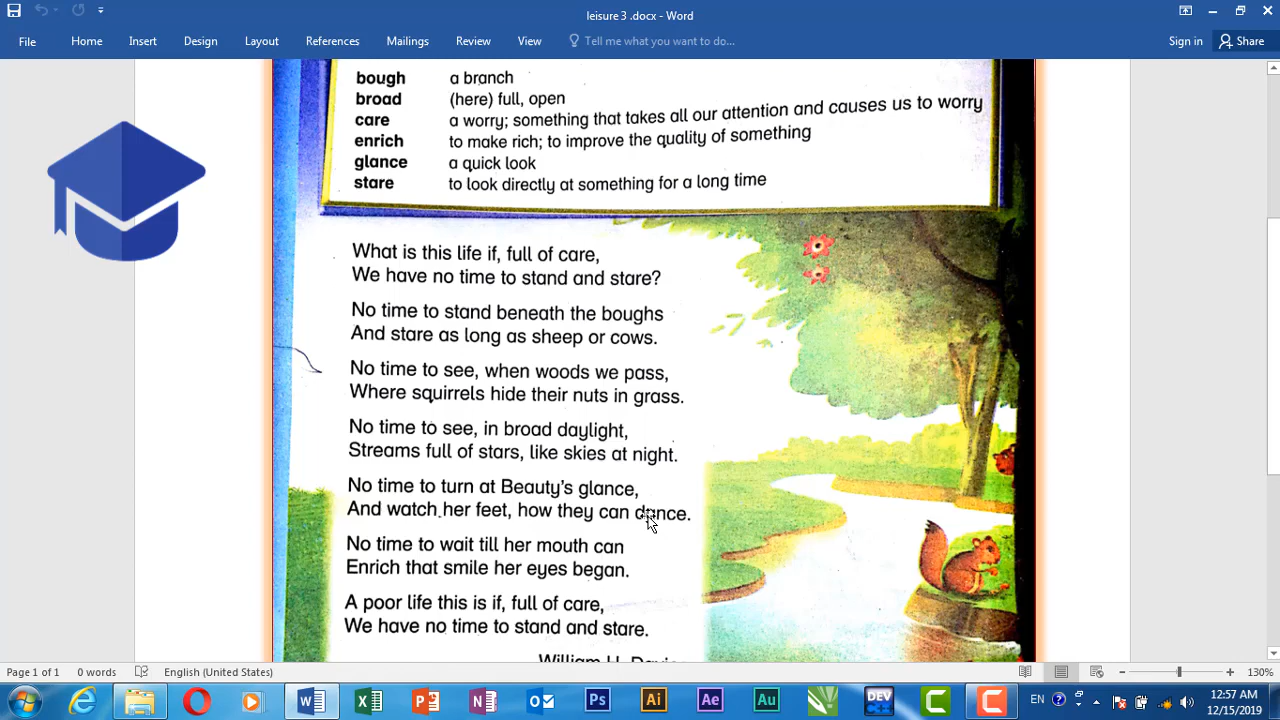 leisure 3 .docx - Word
File Home Insert Design Layout References Mailings Review View Tell me what you want to do... Sign in Share
bough a branch
broad (here) full, open
care a worry; something that takes all our attention and causes us to worry
enrich to make rich; to improve the quality of something
glance a quick look
stare to look directly at something for a long time
What is this life if, full of care,
We have no time to stand and stare?
No time to stand beneath the boughs
And stare as long as sheep or cows.
No time to see, when woods we pass,
Where squirrels hide their nuts in grass.
No time to see, in broad daylight,
Streams full of stars, like skies at night.
No time to turn at Beauty's glance,
And watch her feet, how they can dance.
No time to wait till her mouth can
Enrich that smile her eyes began.
A poor life this is if, full of care,
We have no time to stand and stare.
William H.
Page 1 of 1 0 words English (United States) 130%
Ps Ai Ae Au DEV C++ EN 12:57 AM
12/15/2019